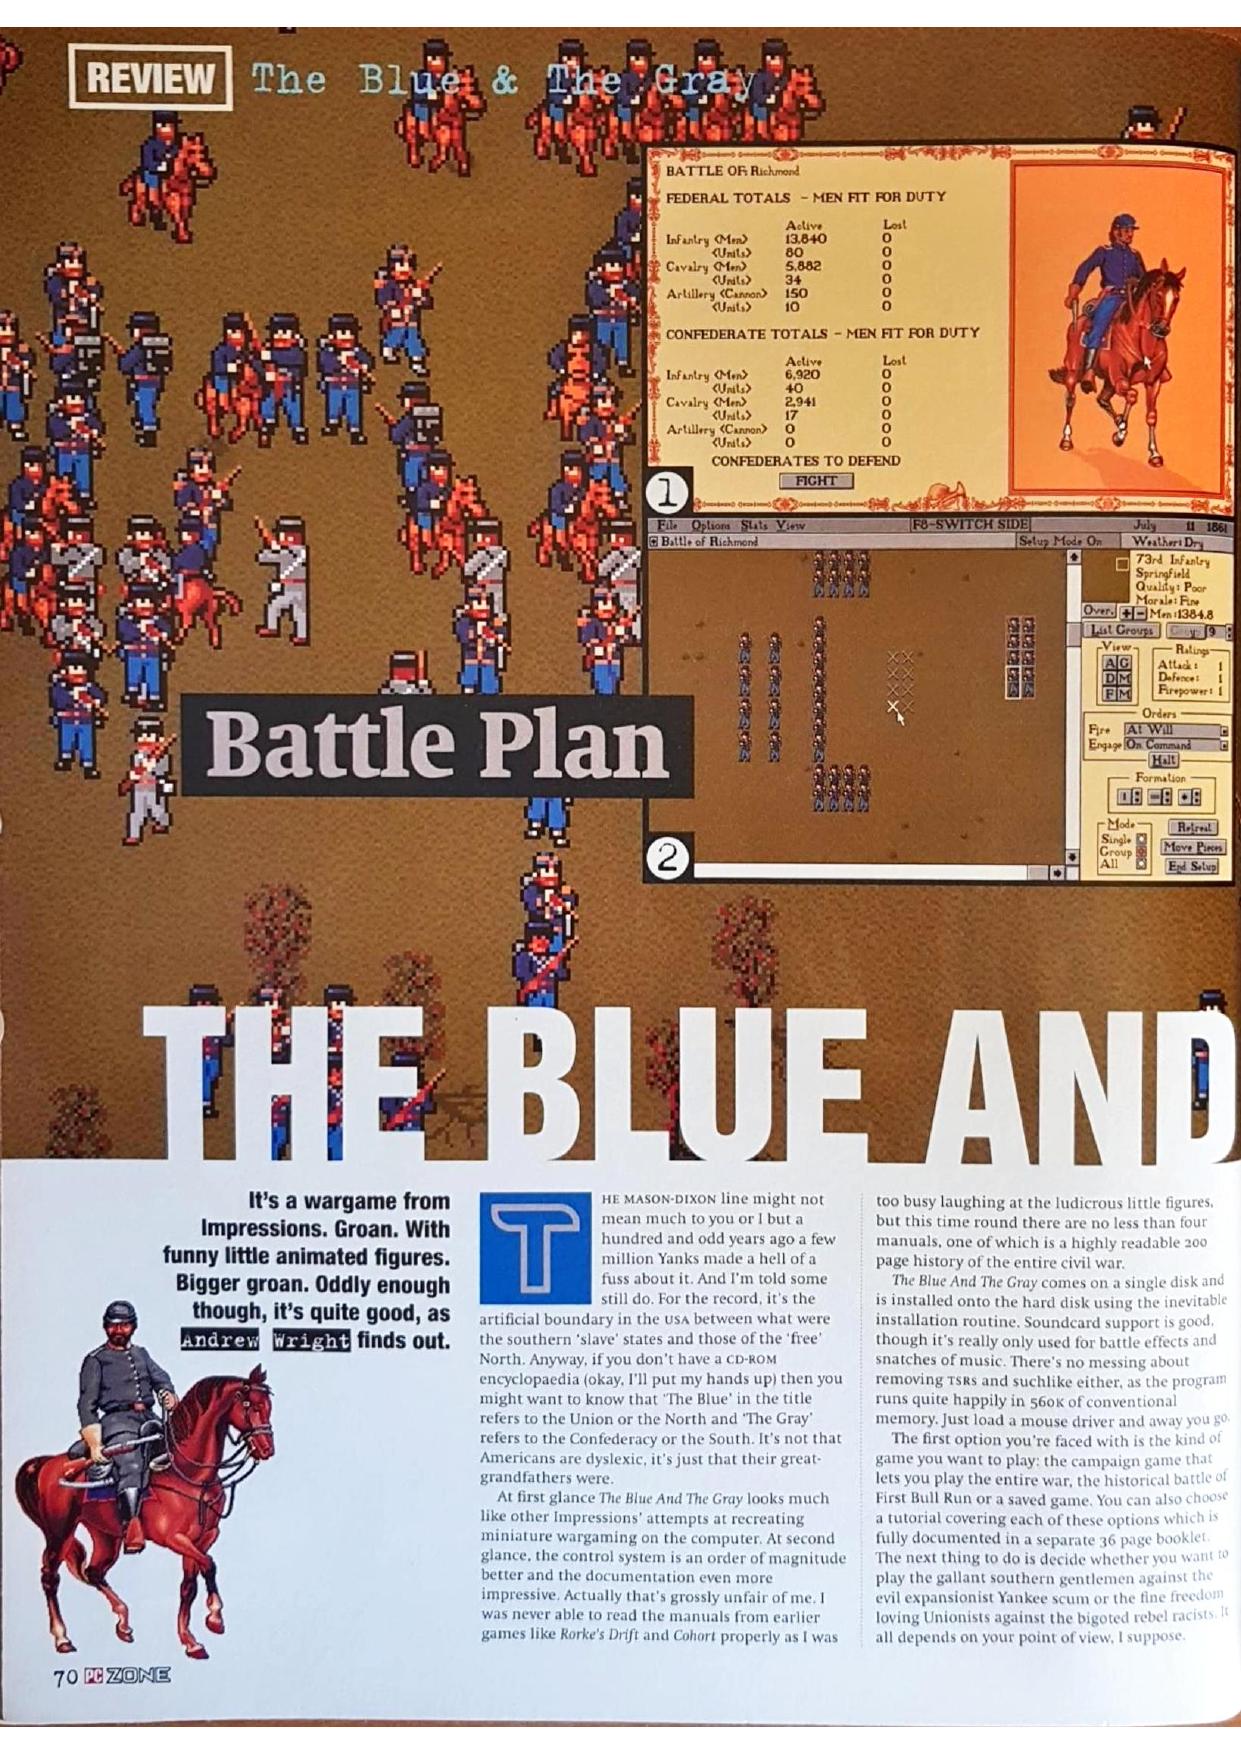 REVIEW The Blue & The Gray
BATTLE OF: Richmond
FEDERAL TOTALS - MEN FIT FOR DUTY
Active Lost
Infantry <Men> 13,840 0
<Units> 80 0
Cavalry <Men> 5,882 0
<Units> 34 0
Artillery <Cannon> 150 0
<Units> 10 0
CONFEDERATE TOTALS - MEN FIT FOR DUTY
Active Lost
Infantry <Men> 6,920 0
<Units> 40 0
Cavalry <Men> 2,941 0
<Units> 17 0
Artillery <Cannon> 0 0
<Units> 0 0
CONFEDERATES TO DEFEND
FIGHT
1
File Options Stats View F8-SWITCH SIDE July 11 1861
Battle of Richmond Setup Mode On Weather: Dry
73rd Infantry
Springfield
Quality: Poor
Morale: Fine
Over. + - Men: 1384.8
List Groups Group 9
View Ratings
A G Attack: 1
D M Defence: 1
F M Firepower: 1
Orders
Fire At Will
Engage On Command
Halt
Formation
Mode
Single
Group
All
Retreat
Move Pieces
End Setup
2
Battle Plan
THE BLUE AND
It's a wargame from
Impressions. Groan. With
funny little animated figures.
Bigger groan. Oddly enough
though, it's quite good, as
Andrew Wright finds out.
THE MASON-DIXON line might not
mean much to you or I but a
hundred and odd years ago a few
million Yanks made a hell of a
fuss about it. And I'm told some
still do. For the record, it's the
artificial boundary in the USA between what were
the southern 'slave' states and those of the 'free'
North. Anyway, if you don't have a CD-ROM
encyclopaedia (okay, I'll put my hands up) then you
might want to know that 'The Blue' in the title
refers to the Union or the North and 'The Gray'
refers to the Confederacy or the South. It's not that
Americans are dyslexic, it's just that their great-
grandfathers were.
At first glance The Blue And The Gray looks much
like other Impressions' attempts at recreating
miniature wargaming on the computer. At second
glance, the control system is an order of magnitude
better and the documentation even more
impressive. Actually that's grossly unfair of me. I
was never able to read the manuals from earlier
games like Rorke's Drift and Cohort properly as I was
too busy laughing at the ludicrous little figures,
but this time round there are no less than four
manuals, one of which is a highly readable 200
page history of the entire civil war.
The Blue And The Gray comes on a single disk and
is installed onto the hard disk using the inevitable
installation routine. Soundcard support is good,
though it's really only used for battle effects and
snatches of music. There's no messing about
removing TSRs and suchlike either, as the program
runs quite happily in 560K of conventional
memory. Just load a mouse driver and away you go.
The first option you're faced with is the kind of
game you want to play: the campaign game that
lets you play the entire war, the historical battle of
First Bull Run or a saved game. You can also choose
a tutorial covering each of these options which is
fully documented in a separate 36 page booklet.
The next thing to do is decide whether you want to
play the gallant southern gentlemen against the
evil expansionist Yankee scum or the fine freedom
loving Unionists against the bigoted rebel racists. It
all depends on your point of view, I suppose.
70 PC ZONE